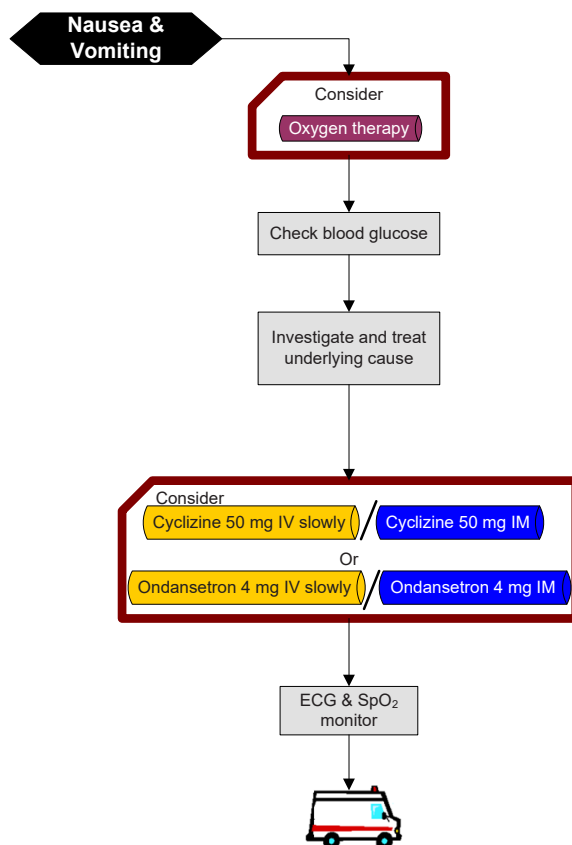 Nausea &
Vomiting
Consider
Oxygen therapy
Check blood glucose
Investigate and treat
underlying cause
Consider
Cyclizine 50 mg IV slowly / Cyclizine 50 mg IM
Or
Ondansetron 4 mg IV slowly / Ondansetron 4 mg IM
ECG & SpO₂
monitor